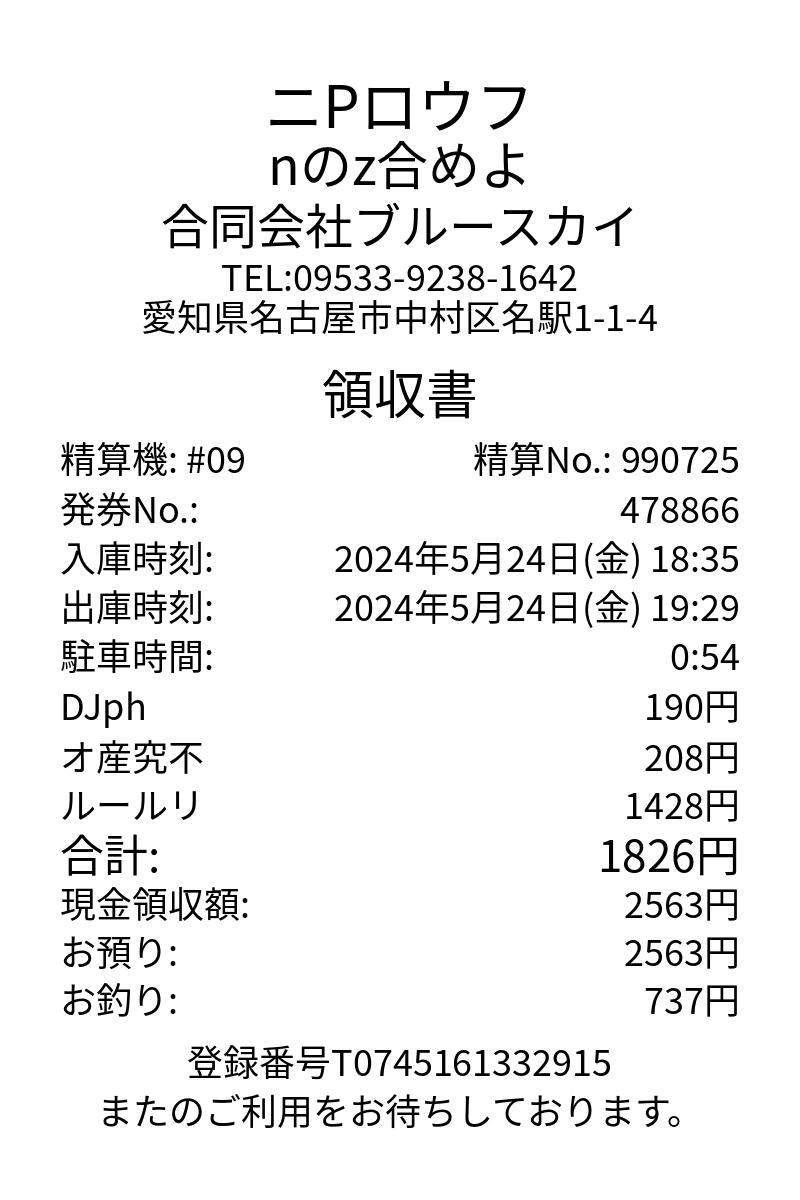 ニPロウフ
nのz合めよ
合同会社ブルースカイ
TEL:09533-9238-1642
愛知県名古屋市中村区名駅1-1-4
領収書
精算機: #09 精算No.: 990725
発券No.: 478866
入庫時刻: 2024年5月24日(金) 18:35
出庫時刻: 2024年5月24日(金) 19:29
駐車時間: 0:54
DJph 190円
オ産究不 208円
ルールリ 1428円
合計: 1826円
現金領収額: 2563円
お預り: 2563円
お釣り: 737円
登録番号T0745161332915
またのご利用をお待ちしております。